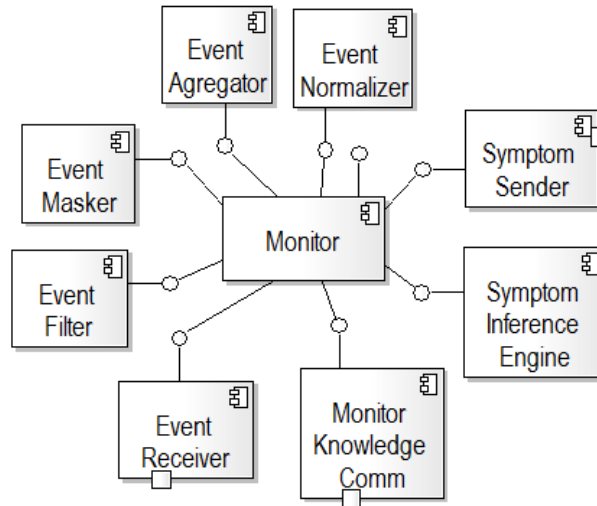 Event
Agregator
Event
Normalizer
Event
Masker
Symptom
Sender
Monitor
Event
Filter
Symptom
Inference
Engine
Event
Receiver
Monitor
Knowledge
Comm